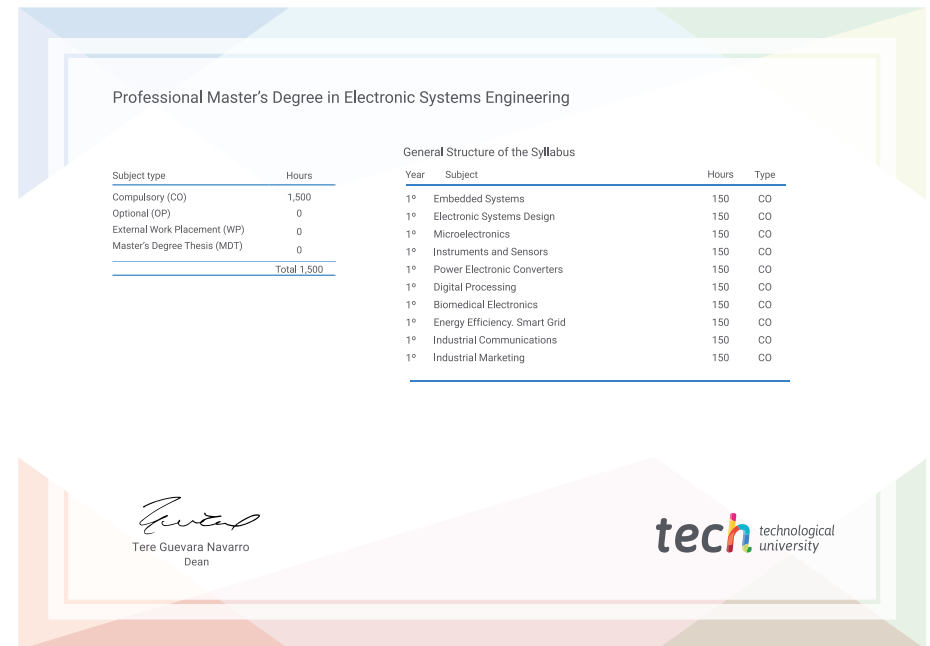 Professional Master's Degree in Electronic Systems Engineering
Subject type Hours
Compulsory (CO) 1,500
Optional (OP) 0
External Work Placement (WP) 0
Master's Degree Thesis (MDT) 0
Total 1,500
General Structure of the Syllabus
Year Subject Hours Type
1º Embedded Systems 150 CO
1º Electronic Systems Design 150 CO
1º Microelectronics 150 CO
1º Instruments and Sensors 150 CO
1º Power Electronic Converters 150 CO
1º Digital Processing 150 CO
1º Biomedical Electronics 150 CO
1º Energy Efficiency. Smart Grid 150 CO
1º Industrial Communications 150 CO
1º Industrial Marketing 150 CO
Tere Guevara Navarro
Dean
tech technological
university